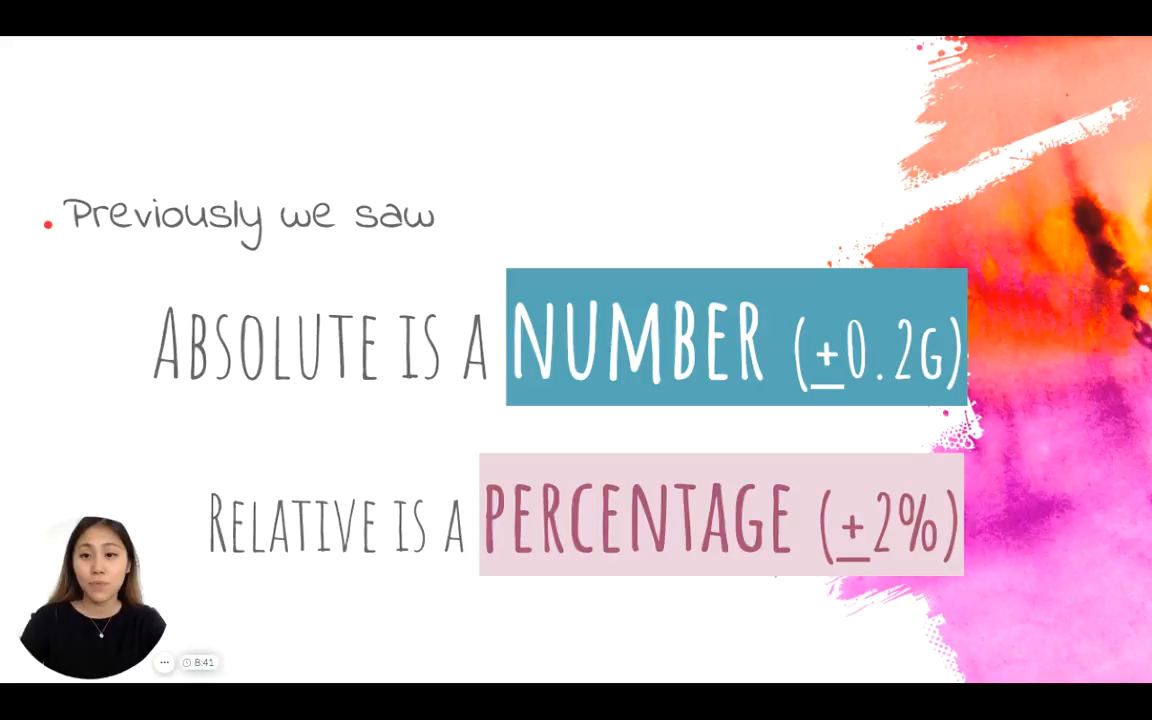 Previously we saw
ABSOLUTE IS A NUMBER (±0.2G)
RELATIVE IS A PERCENTAGE (±2%)
8:41